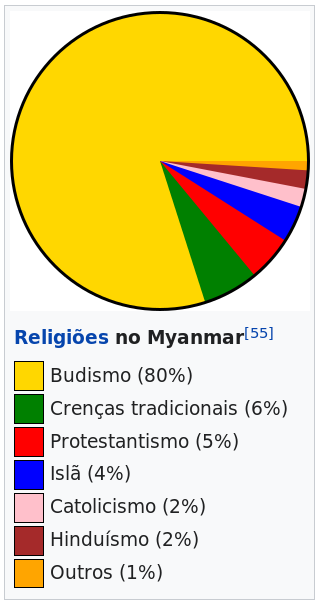 Religiões no Myanmar[55]
Budismo (80%)
Crenças tradicionais (6%)
Protestantismo (5%)
Islã (4%)
Catolicismo (2%)
Hinduísmo (2%)
Outros (1%)